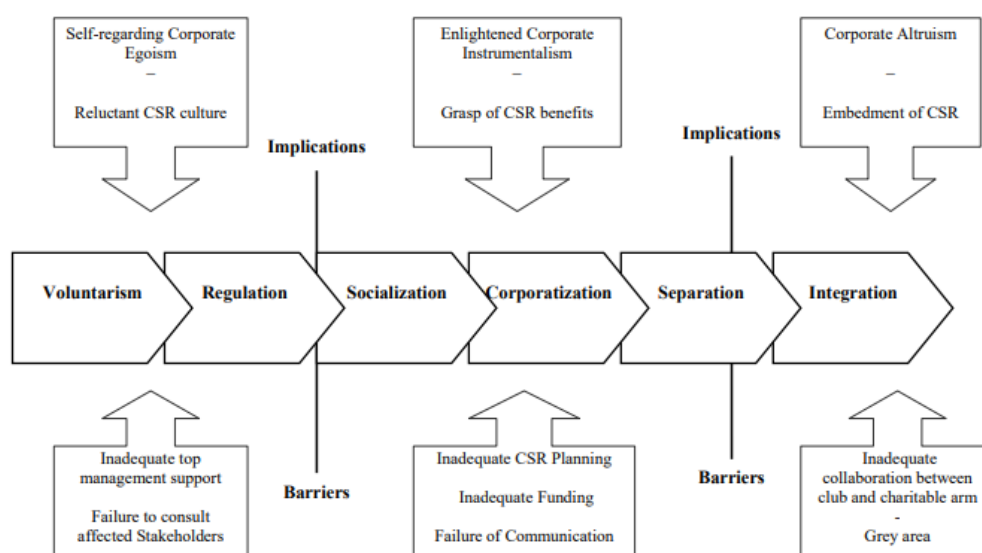 Self-regarding Corporate
Egoism
–
Reluctant CSR culture
Enlightened Corporate
Instrumentalism
–
Grasp of CSR benefits
Corporate Altruism
–
Embedment of CSR
Implications
Implications
Voluntarism
Regulation
Socialization
Corporatization
Separation
Integration
Inadequate top
management support
Failure to consult
affected Stakeholders
Barriers
Inadequate CSR Planning
Inadequate Funding
Failure of Communication
Barriers
Inadequate
collaboration between
club and charitable arm
-
Grey area